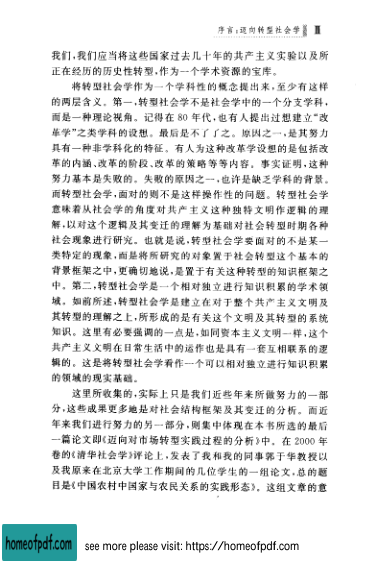 序言:迈向转型社会学 Ⅲ
我们,我们应当将这些国家过去几十年的共产主义实验以及所
正在经历的历史性转型,作为一个学术资源的宝库。
将转型社会学作为一个学科性的概念提出来,至少有这样
的两层含义。第一,转型社会学不是社会学中的一个分支学科,
而是一种理论视角。记得在 80 年代,也有人提出过想建立“改
革学”之类学科的设想。最后是不了了之。原因之一,是其努力
具有一种非学科化的特征。有人为这种改革学设想的是包括改
革的内涵、改革的阶段、改革的策略等等内容。事实证明,这种
努力基本是失败的。失败的原因之一,也许是缺乏学科的背景。
而转型社会学,面对的则不是这样操作性的问题。转型社会学
意味着从社会学的角度对共产主义这种独特文明作逻辑的理
解,以对这个逻辑及其变迁的理解为基础对社会转型时期各种
社会现象进行研究。也就是说,转型社会学要面对的不是某一
类特定的现象,而是将所研究的对象置于社会转型这个基本的
背景框架之中,更确切地说,是置于有关这种转型的知识框架之
中。第二,转型社会学是一个相对独立进行知识积累的学术领
域。如前所述,转型社会学是建立在对于整个共产主义文明及
其转型的理解之上,所形成的是有关这个文明及其转型的系统
知识。这里有必要强调的一点是,如同资本主义文明一样,这个
共产主义文明在日常生活中的运作也是具有一套互相联系的逻
辑的。这是将转型社会学看作一个可以相对独立进行知识积累
的领域的现实基础。
这里所收集的,实际上只是我们近些年来所做努力的一部
分,这些成果更多地是对社会结构框架及其变迁的分析。而近
年来我们进行努力的另一部分,则集中体现在本书所选的最后
一篇论文即《迈向对市场转型实践过程的分析》中。在 2000 年
卷的《清华社会学》评论上,发表了我和我的同事郭于华教授以
及我原来在北京大学工作期间的几位学生的一组论文,总的题
目是《中国农村中国家与农民关系的实践形态》。这组文章的意
homeofpdf.com
see more please visit: https://homeofpdf.com